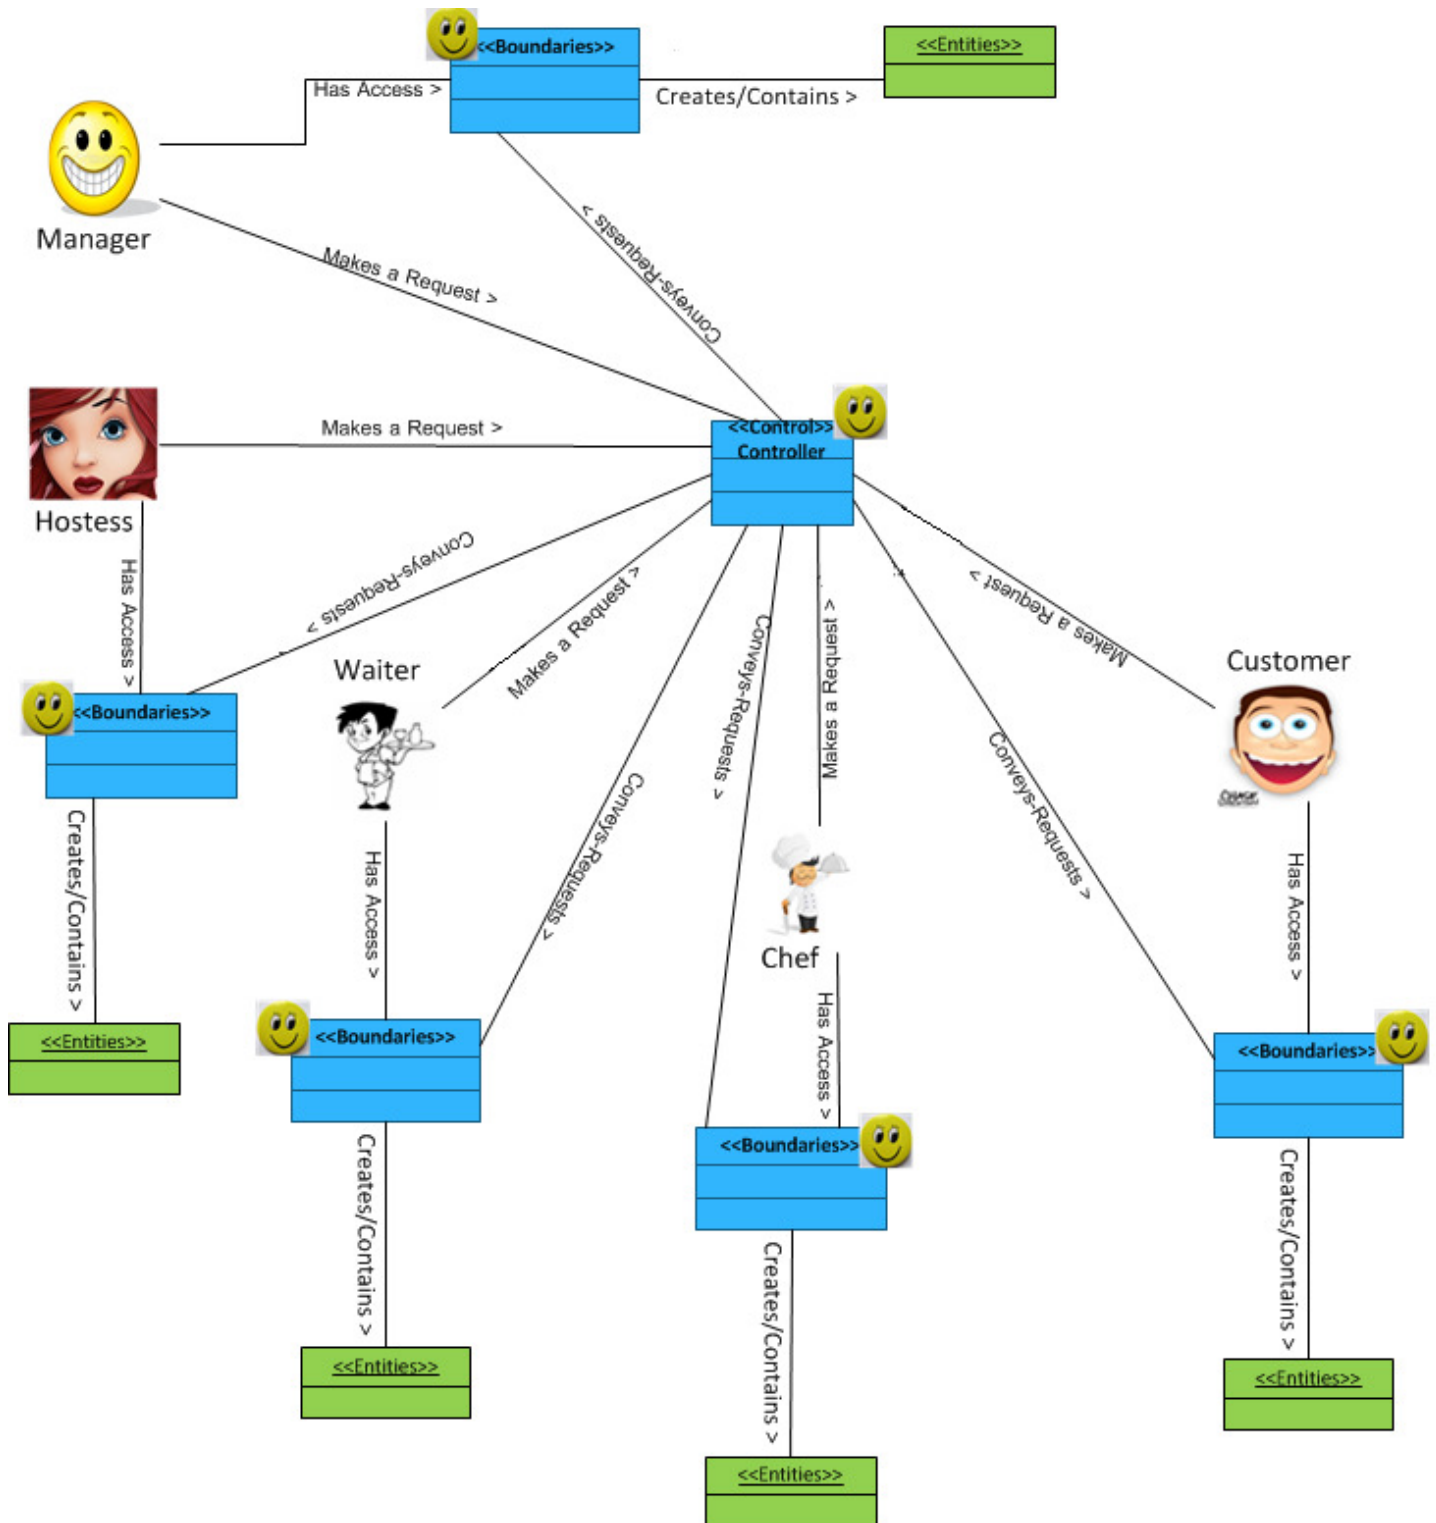 <<Boundaries>>
<<Entities>>
Has Access >
Creates/Contains >
Manager
Conveys-Requests >
Makes a Request >
Makes a Request >
<<Control>>
Controller
Hostess
Has Access >
Conveys-Requests >
Makes a Request >
Conveys-Requests >
Conveys-Requests >
Makes a Request >
Conveys-Requests >
Makes a Request >
Waiter
Customer
<<Boundaries>>
Creates/Contains >
Has Access >
Chef
Has Access >
Has Access >
<<Entities>>
<<Boundaries>>
<<Boundaries>>
<<Boundaries>>
Creates/Contains >
Creates/Contains >
Creates/Contains >
<<Entities>>
<<Entities>>
<<Entities>>